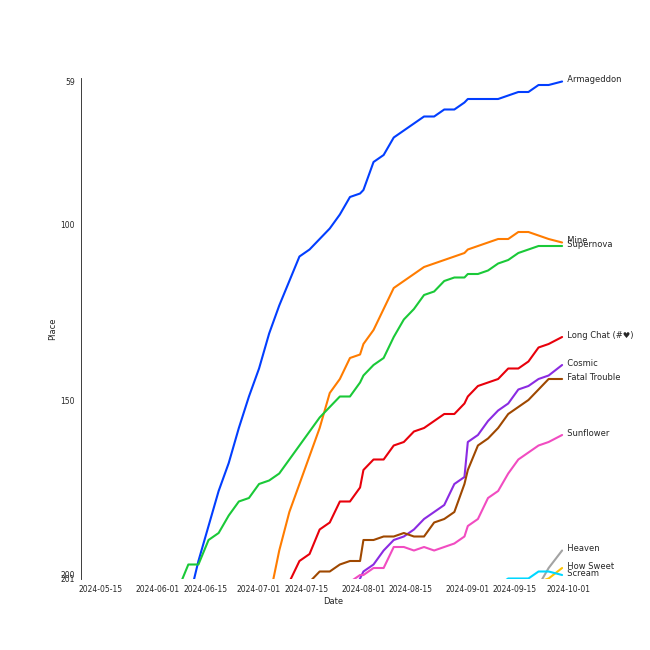 59
Armageddon
100
Mine
Supernova
Place
Long Chat (#♥)
Cosmic
Fatal Trouble
150
Sunflower
Heaven
How Sweet
200
Scream
201
2024-05-15 2024-06-01 2024-06-15 2024-07-01 2024-07-15 2024-08-01 2024-08-15 2024-09-01 2024-09-15 2024-10-01
Date